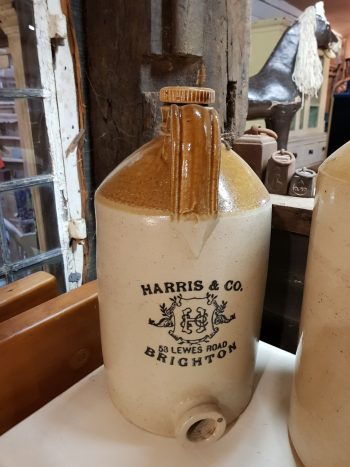 HARRIS & CO.
53 LEWES ROAD
BRIGHTON